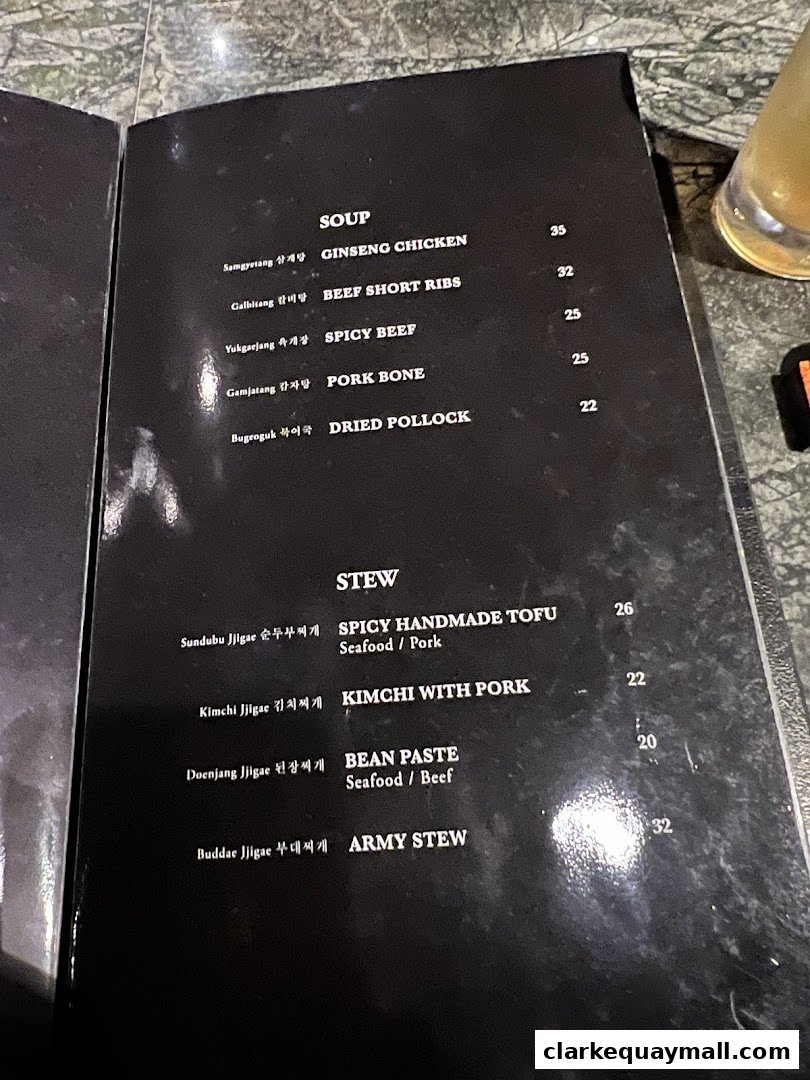 SOUP
Samgyetang 삼계탕 GINSENG CHICKEN 35
Galbitang 갈비탕 BEEF SHORT RIBS 32
Yukgaejang 육개장 SPICY BEEF 25
Gamjatang 감자탕 PORK BONE 25
Bugeoguk 북어국 DRIED POLLOCK 22
STEW
Sundubu Jjigae 순두부찌개 SPICY HANDMADE TOFU 26
Seafood / Pork
Kimchi Jjigae 김치찌개 KIMCHI WITH PORK 22
Doenjang Jjigae 된장찌개 BEAN PASTE 20
Seafood / Beef
Buddae Jjigae 부대찌개 ARMY STEW 32
clarkequaymall.com